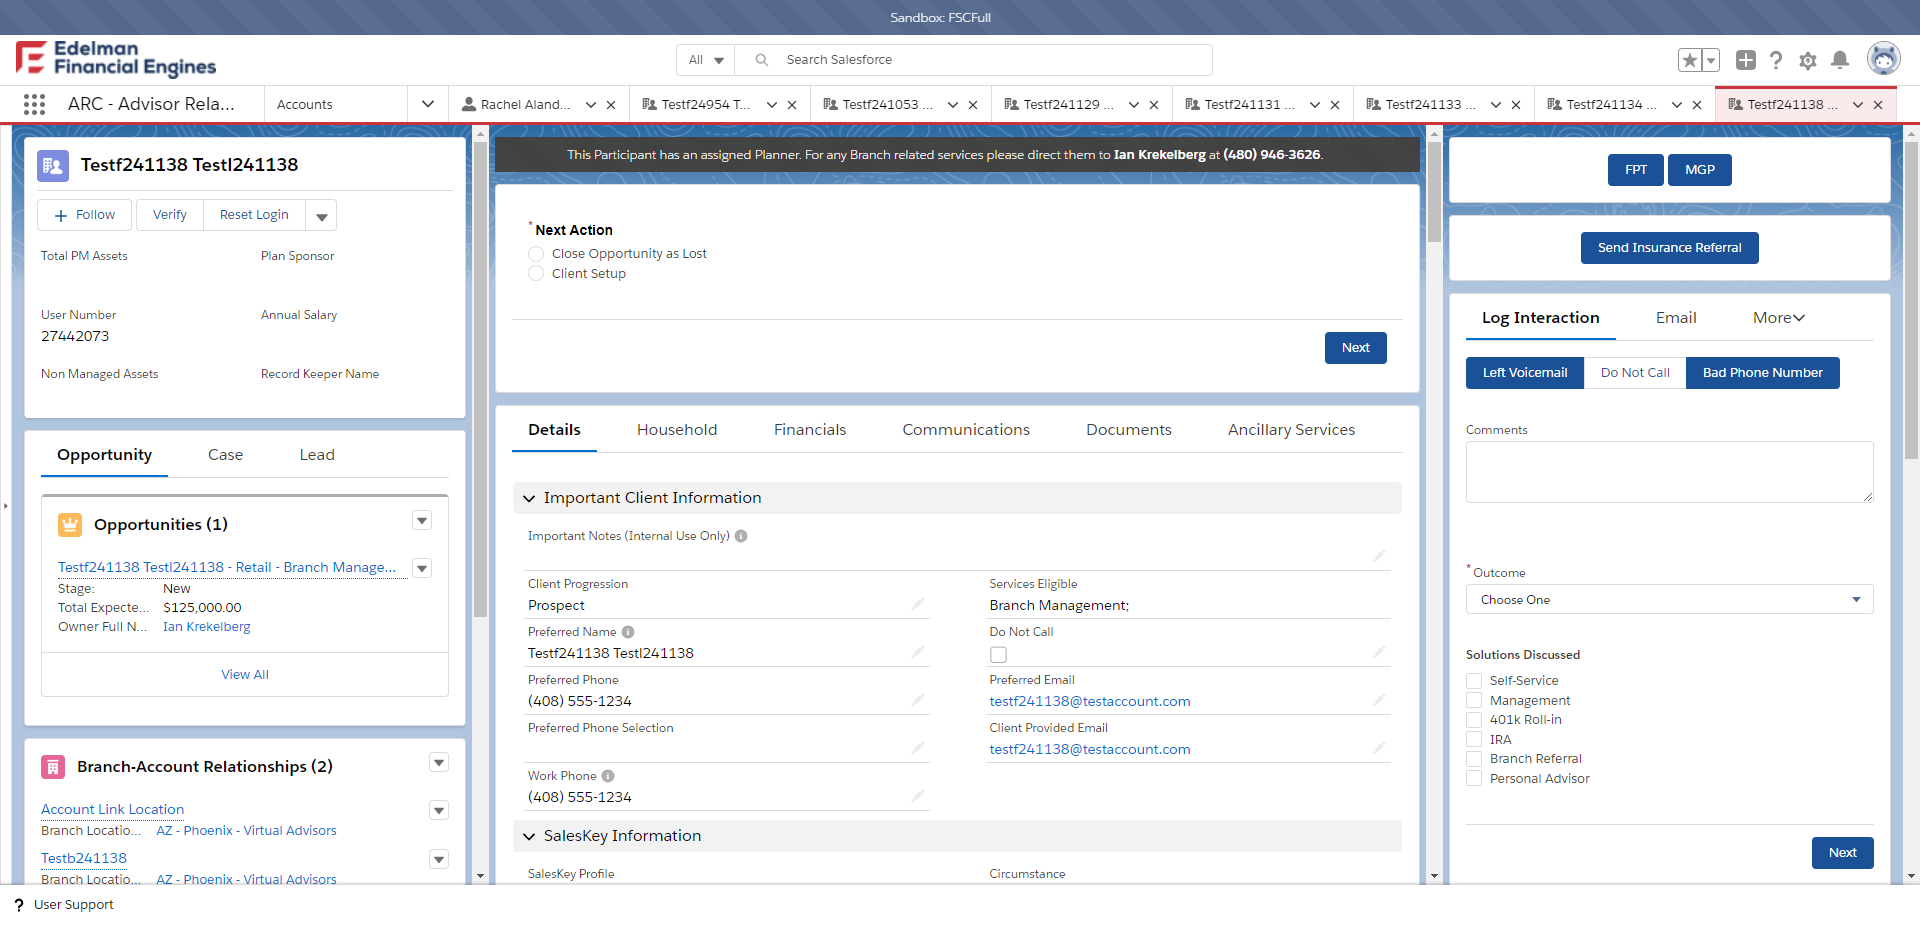 Sandbox: FSCFull
Edelman
Financial Engines
All
Search Salesforce
ARC - Advisor Rela...
Accounts
Rachel Aland...
Testf24954 T...
Testf241053 ...
Testf241129 ...
Testf241131 ...
Testf241133 ...
Testf241134 ...
Testf241138 ...
Testf241138 Testl241138
Follow
Verify
Reset Login
Total PM Assets
Plan Sponsor
User Number
27442073
Annual Salary
Non Managed Assets
Record Keeper Name
Opportunity
Case
Lead
Opportunities (1)
Testf241138 Testl241138 - Retail - Branch Manage...
Stage: New
Total Expecte... $125,000.00
Owner Full N... Ian Krekelberg
View All
Branch-Account Relationships (2)
Account Link Location
Branch Locatio... AZ - Phoenix - Virtual Advisors
Testb241138
Branch Locatio... AZ - Phoenix - Virtual Advisors
This Participant has an assigned Planner. For any Branch related services please direct them to Ian Krekelberg at (480) 946-3626.
* Next Action
Close Opportunity as Lost
Client Setup
Next
Details
Household
Financials
Communications
Documents
Ancillary Services
Important Client Information
Important Notes (Internal Use Only)
Client Progression
Prospect
Services Eligible
Branch Management;
Preferred Name
Testf241138 Testl241138
Do Not Call
Preferred Phone
(408) 555-1234
Preferred Email
testf241138@testaccount.com
Preferred Phone Selection
Client Provided Email
testf241138@testaccount.com
Work Phone
(408) 555-1234
SalesKey Information
SalesKey Profile
Circumstance
FPT
MGP
Send Insurance Referral
Log Interaction
Email
More
Left Voicemail
Do Not Call
Bad Phone Number
Comments
* Outcome
Choose One
Solutions Discussed
Self-Service
Management
401k Roll-in
IRA
Branch Referral
Personal Advisor
Next
? User Support